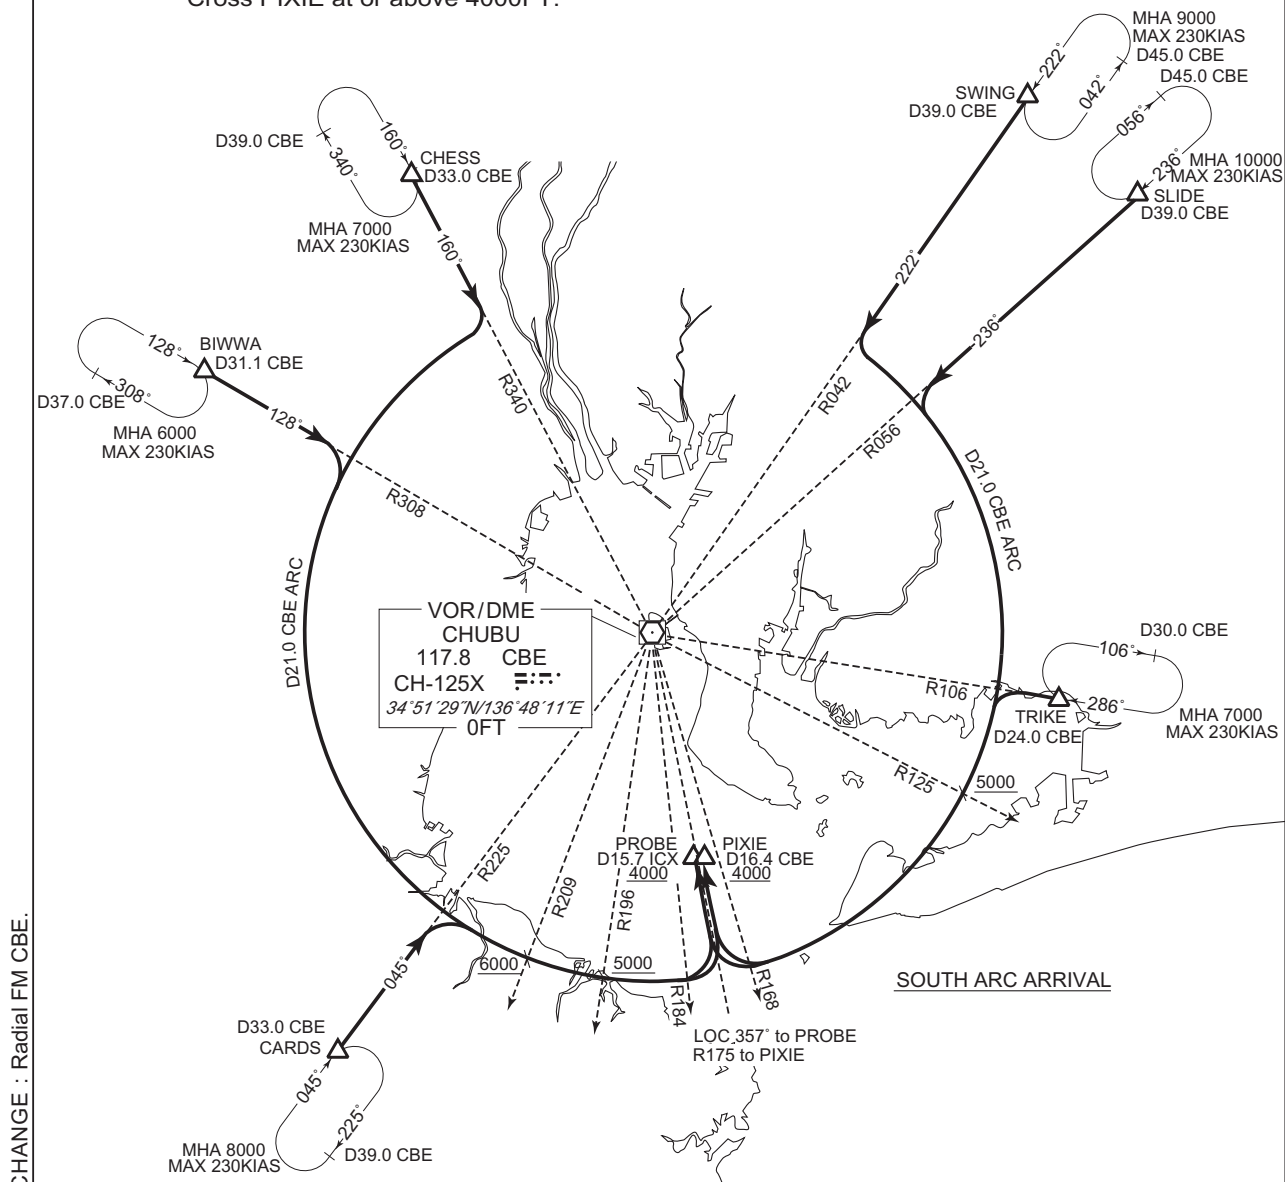 Cross PIXIE at or above 4000FT.
MHA 9000
MAX 230KIAS
D45.0 CBE
222°
042°
SWING
D39.0 CBE
D45.0 CBE
056°
236°
MHA 10000
MAX 230KIAS
SLIDE
D39.0 CBE
D39.0 CBE
160°
340°
CHESS
D33.0 CBE
MHA 7000
MAX 230KIAS
160°
222°
236°
BIWWA
D31.1 CBE
128°
308°
D37.0 CBE
MHA 6000
MAX 230KIAS
128°
R340
R042
R056
R308
D21.0 CBE ARC
D21.0 CBE ARC
VOR/DME
CHUBU
117.8 CBE
CH-125X
34°51′29″N/136°48′11″E
0FT
D30.0 CBE
106°
286°
R106
TRIKE
D24.0 CBE
MHA 7000
MAX 230KIAS
R125
5000
PROBE
D15.7 ICX
4000
PIXIE
D16.4 CBE
4000
R225
R209
R196
R184
R168
6000
5000
045°
SOUTH ARC ARRIVAL
LOC 357° to PROBE
R175 to PIXIE
D33.0 CBE
CARDS
045°
225°
D39.0 CBE
MHA 8000
MAX 230KIAS
CHANGE : Radial FM CBE.